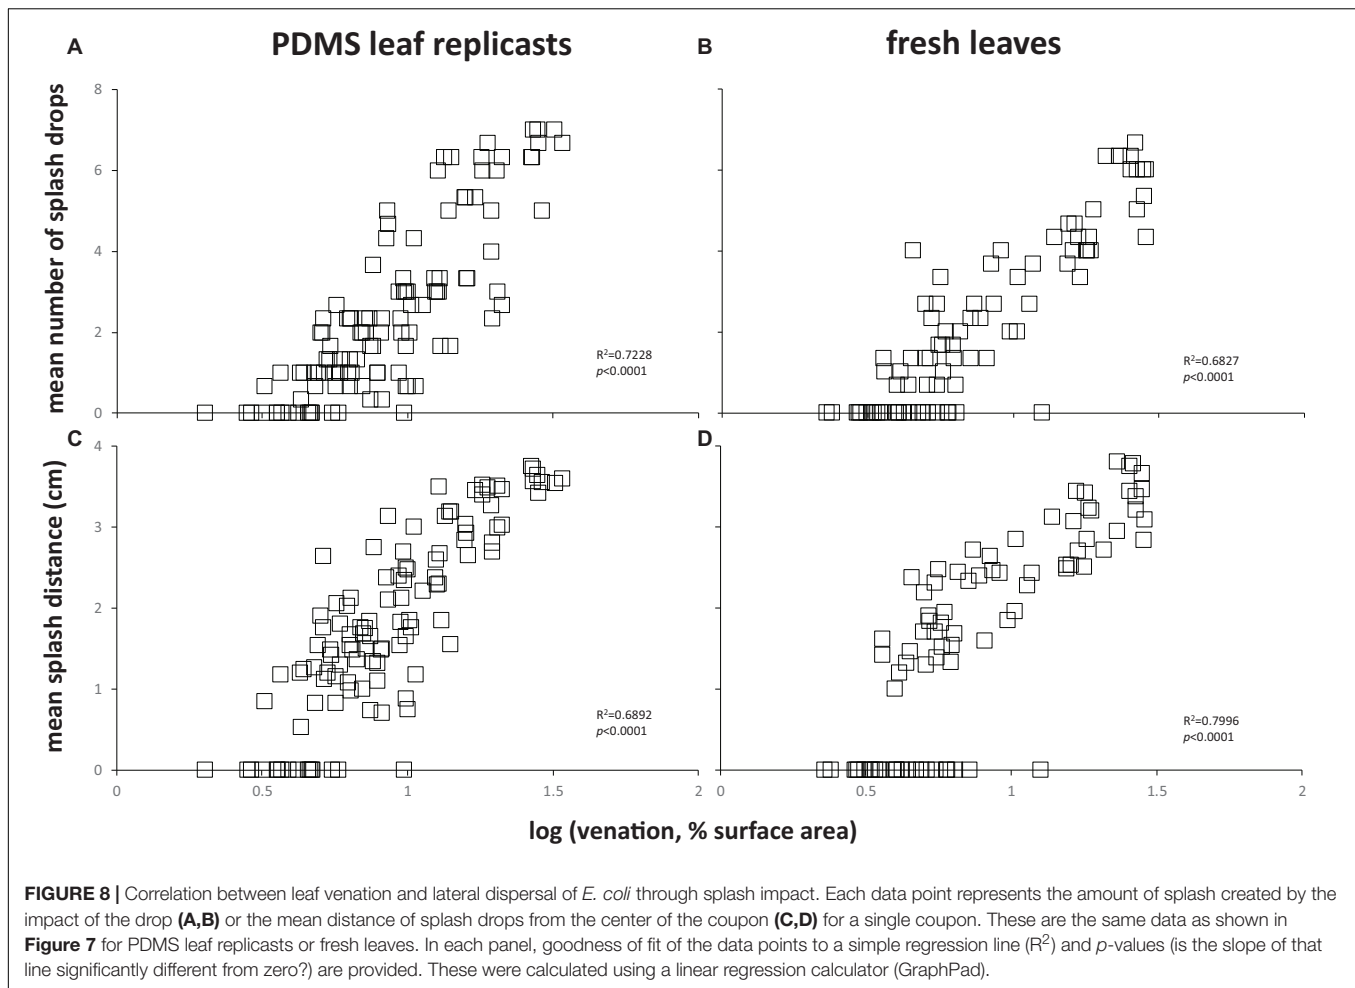 A
PDMS leaf replicasts
B
fresh leaves
mean number of splash drops
8
6
4
2
0
R²=0.7228
p<0.0001
R²=0.6827
p<0.0001
C
D
mean splash distance (cm)
4
3
2
1
0
R²=0.6892
p<0.0001
R²=0.7996
p<0.0001
0
0.5
1
1.5
2
0.5
1
1.5
2
log (venation, % surface area)
FIGURE 8 | Correlation between leaf venation and lateral dispersal of E. coli through splash impact. Each data point represents the amount of splash created by the
impact of the drop (A,B) or the mean distance of splash drops from the center of the coupon (C,D) for a single coupon. These are the same data as shown in
Figure 7 for PDMS leaf replicasts or fresh leaves. In each panel, goodness of fit of the data points to a simple regression line (R²) and p-values (is the slope of that
line significantly different from zero?) are provided. These were calculated using a linear regression calculator (GraphPad).